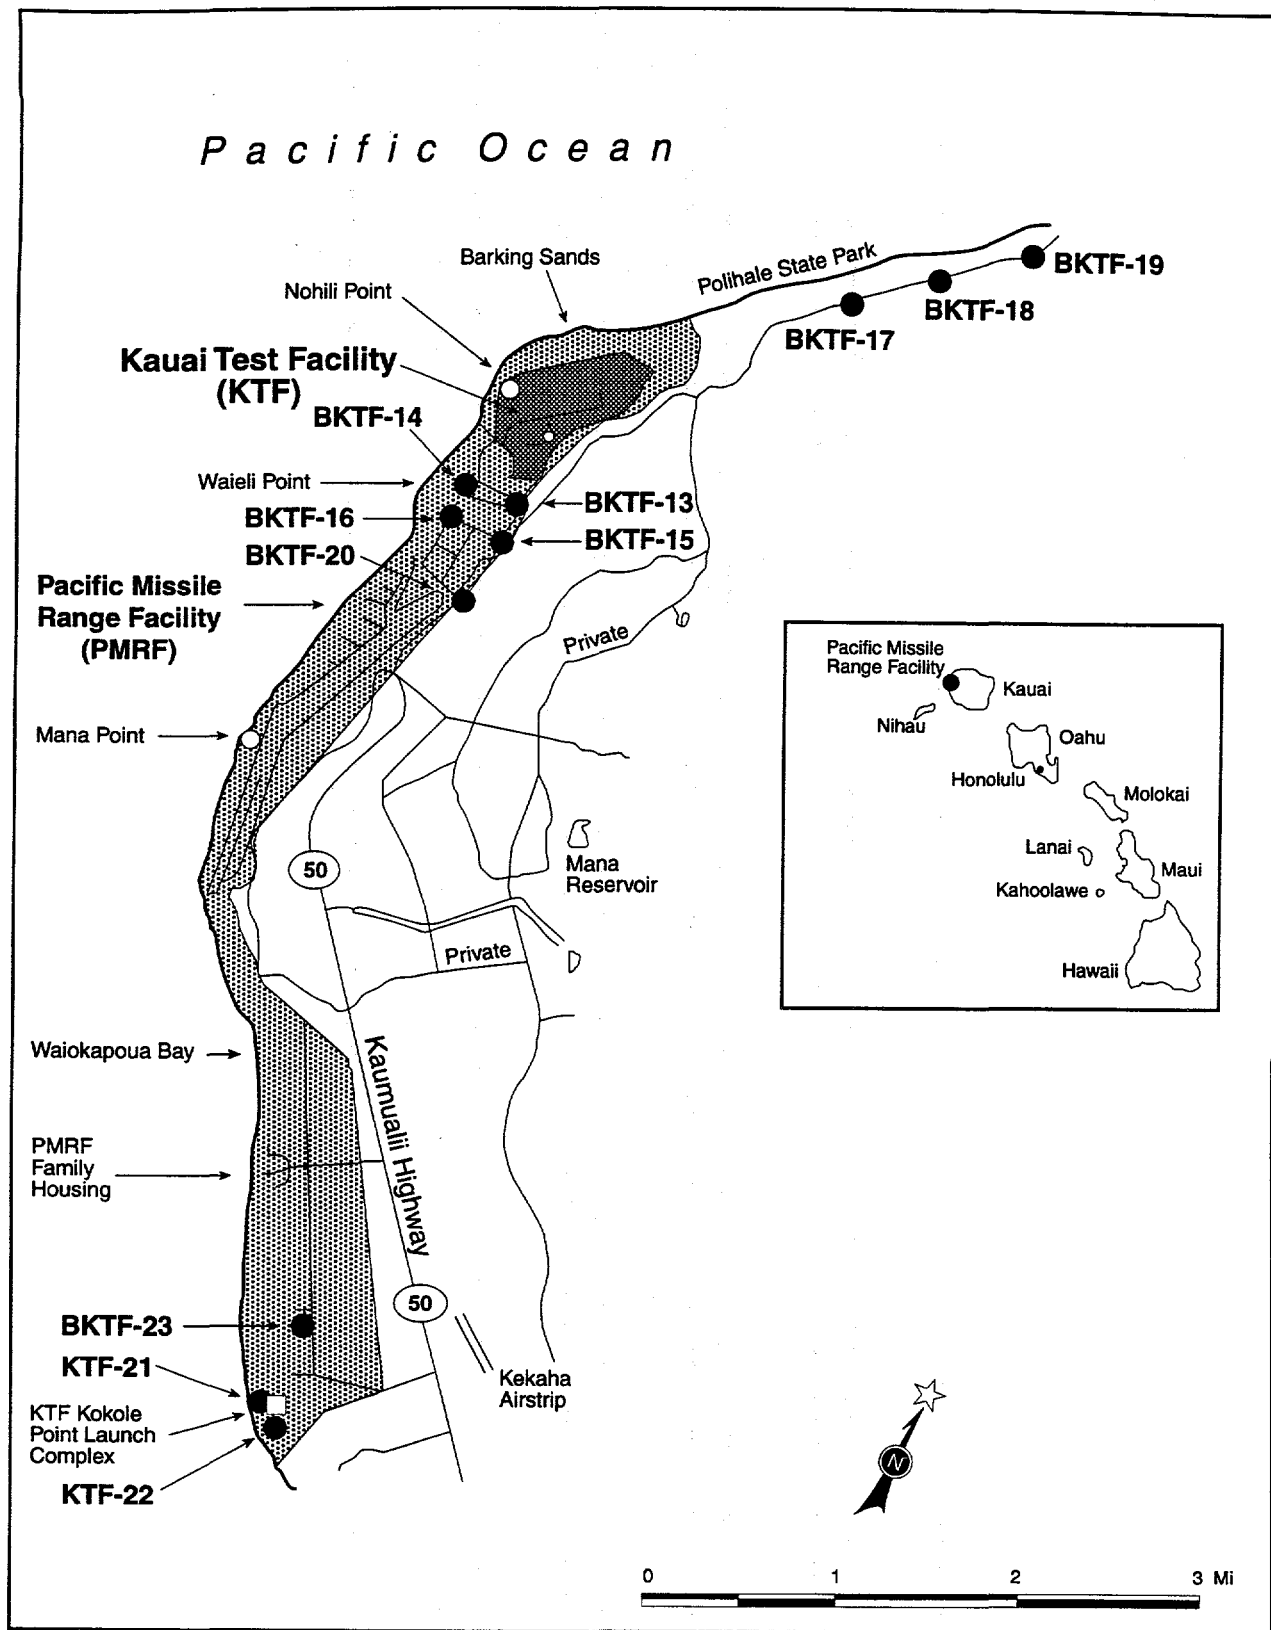 Pacific Ocean
Barking Sands
Polihale State Park
BKTF-19
Nohili Point
BKTF-18
BKTF-17
Kauai Test Facility
(KTF)
BKTF-14
Waieli Point
BKTF-13
BKTF-16
BKTF-15
BKTF-20
Pacific Missile
Range Facility
(PMRF)
Private
Mana Point
50
Mana
Reservoir
Private
Waiokapoua Bay
Kaumualii Highway
PMRF
Family
Housing
50
BKTF-23
KTF-21
Kekaha
Airstrip
KTF Kokole
Point Launch
Complex
KTF-22
Pacific Missile
Range Facility
Kauai
Nihau
Oahu
Honolulu
Molokai
Lanai
Maui
Kahoolawe
Hawaii
N
0 1 2 3 Mi